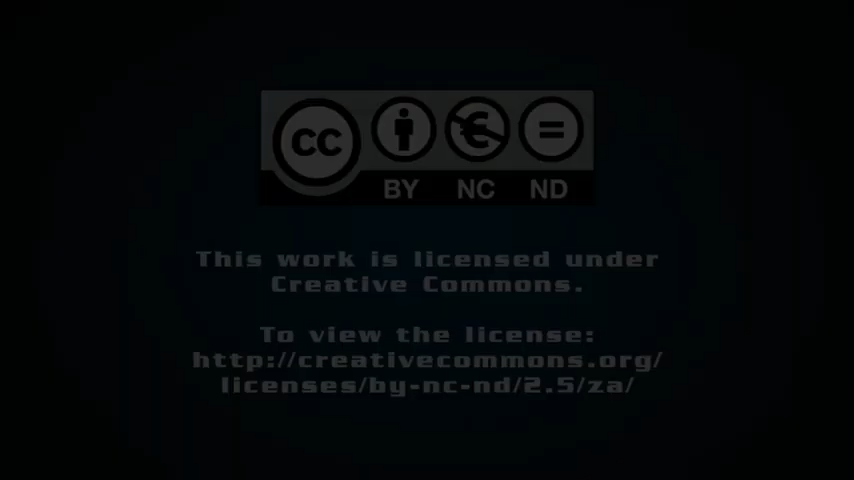 CC
BY NC ND
This work is licensed under
Creative Commons.
To view the license:
http://creativecommons.org/
licenses/by-nc-nd/2.5/za/